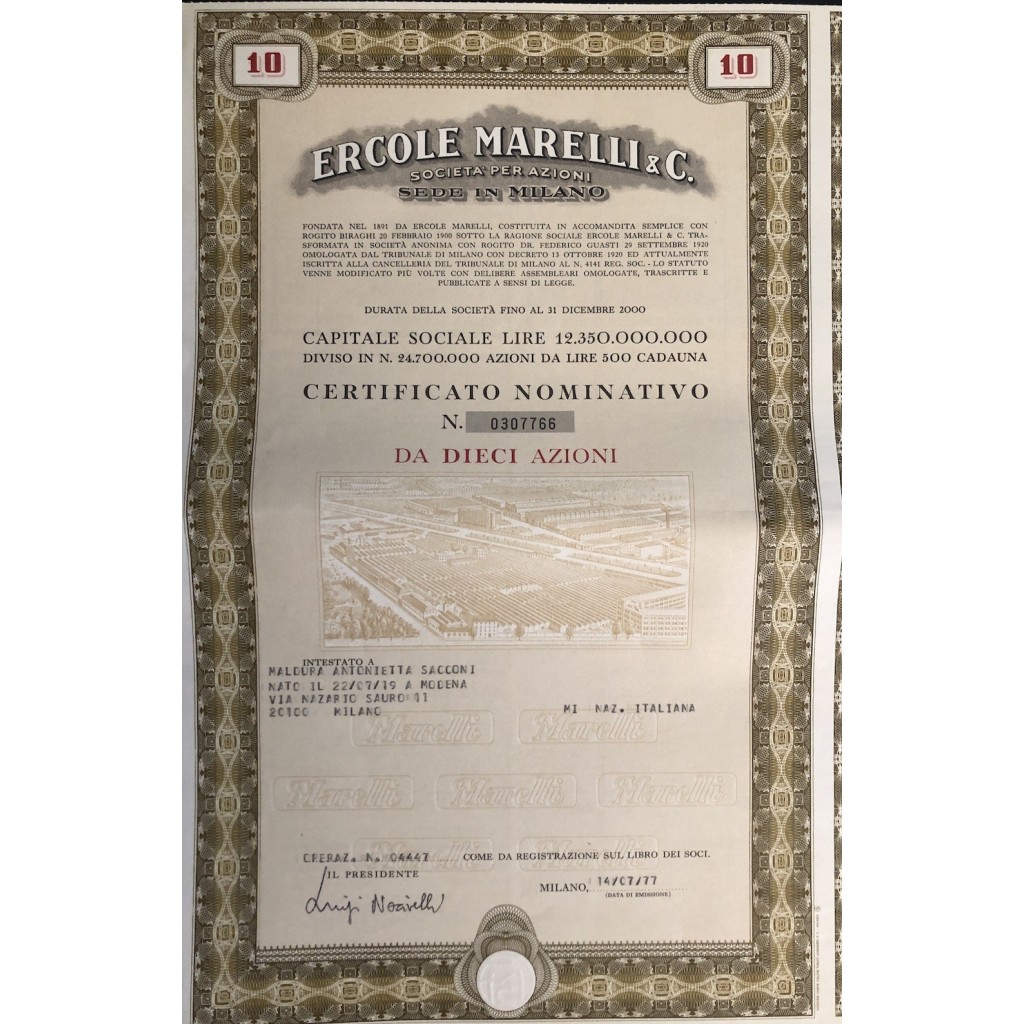 10 10
ERCOLE MARELLI & C.
SOCIETÀ PER AZIONI
SEDE IN MILANO
FONDATA NEL 1891 DA ERCOLE MARELLI, COSTITUITA IN ACCOMANDITA SEMPLICE CON
ROGITO BIRAGHI 20 FEBBRAIO 1900 SOTTO LA RAGIONE SOCIALE ERCOLE MARELLI & C. TRA-
SFORMATA IN SOCIETÀ ANONIMA CON ROGITO DR. FEDERICO GUASTI 29 SETTEMBRE 1920
OMOLOGATA DAL TRIBUNALE DI MILANO CON DECRETO 13 OTTOBRE 1920 ED ATTUALMENTE
ISCRITTA ALLA CANCELLERIA DEL TRIBUNALE DI MILANO AL N. 4141 REG. SOC. - LO STATUTO
VENNE MODIFICATO PIÙ VOLTE CON DELIBERE ASSEMBLEARI OMOLOGATE, TRASCRITTE E
PUBBLICATE A SENSI DI LEGGE.
DURATA DELLA SOCIETÀ FINO AL 31 DICEMBRE 2000
CAPITALE SOCIALE LIRE 12.350.000.000
DIVISO IN N. 24.700.000 AZIONI DA LIRE 500 CADAUNA
CERTIFICATO NOMINATIVO
N. 0307766
DA DIECI AZIONI
INTESTATO A
MALDURA ANTONIETTA SACCONI
NATO IL 22/07/19 A MODENA
VIA NAZARIO SAURO 11
20100 MILANO MI NAZ. ITALIANA
Marelli Marelli
Marelli Marelli Marelli
OPERAZ. N. 04447 COME DA REGISTRAZIONE SUL LIBRO DEI SOCI.
IL PRESIDENTE
MILANO, 14/07/77
(DATA DI EMISSIONE)
Luigi